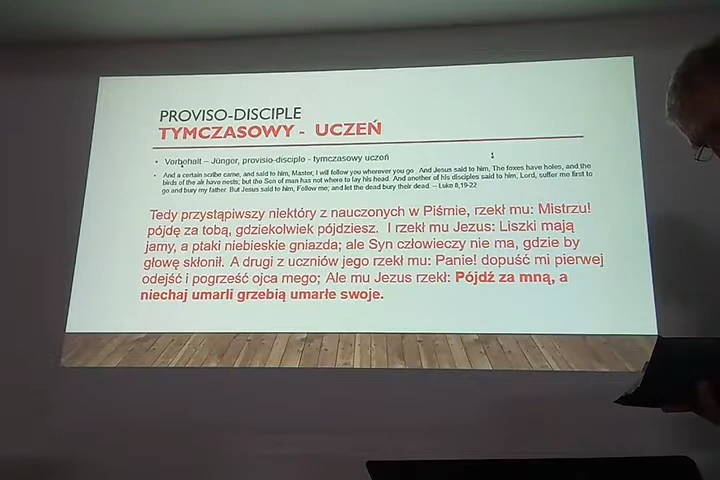 PROVISO-DISCIPLE
TYMCZASOWY - UCZEŃ
• Vorbehalt – Jünger, provisio-disciple - tymczasowy uczeń
• And a certain scribe came, and said to him, Master, I will follow you wherever you go. And Jesus said to him, The foxes have holes, and the
birds of the air have nests; but the Son of man has not where to lay his head. And another of his disciples said to him, Lord, suffer me first to
go and bury my father. But Jesus said to him, Follow me; and let the dead bury their dead. – Luke 8,19-22
Tedy przystąpiwszy niektóry z nauczonych w Piśmie, rzekł mu: Mistrzu!
pójdę za tobą, gdziekolwiek pójdziesz. I rzekł mu Jezus: Liszki mają
jamy, a ptaki niebieskie gniazda; ale Syn człowieczy nie ma, gdzie by
głowę skłonił. A drugi z uczniów jego rzekł mu: Panie! dopuść mi pierwej
odejść i pogrześć ojca mego; Ale mu Jezus rzekł: Pójdź za mną, a
niechaj umarli grzebią umarłe swoje.